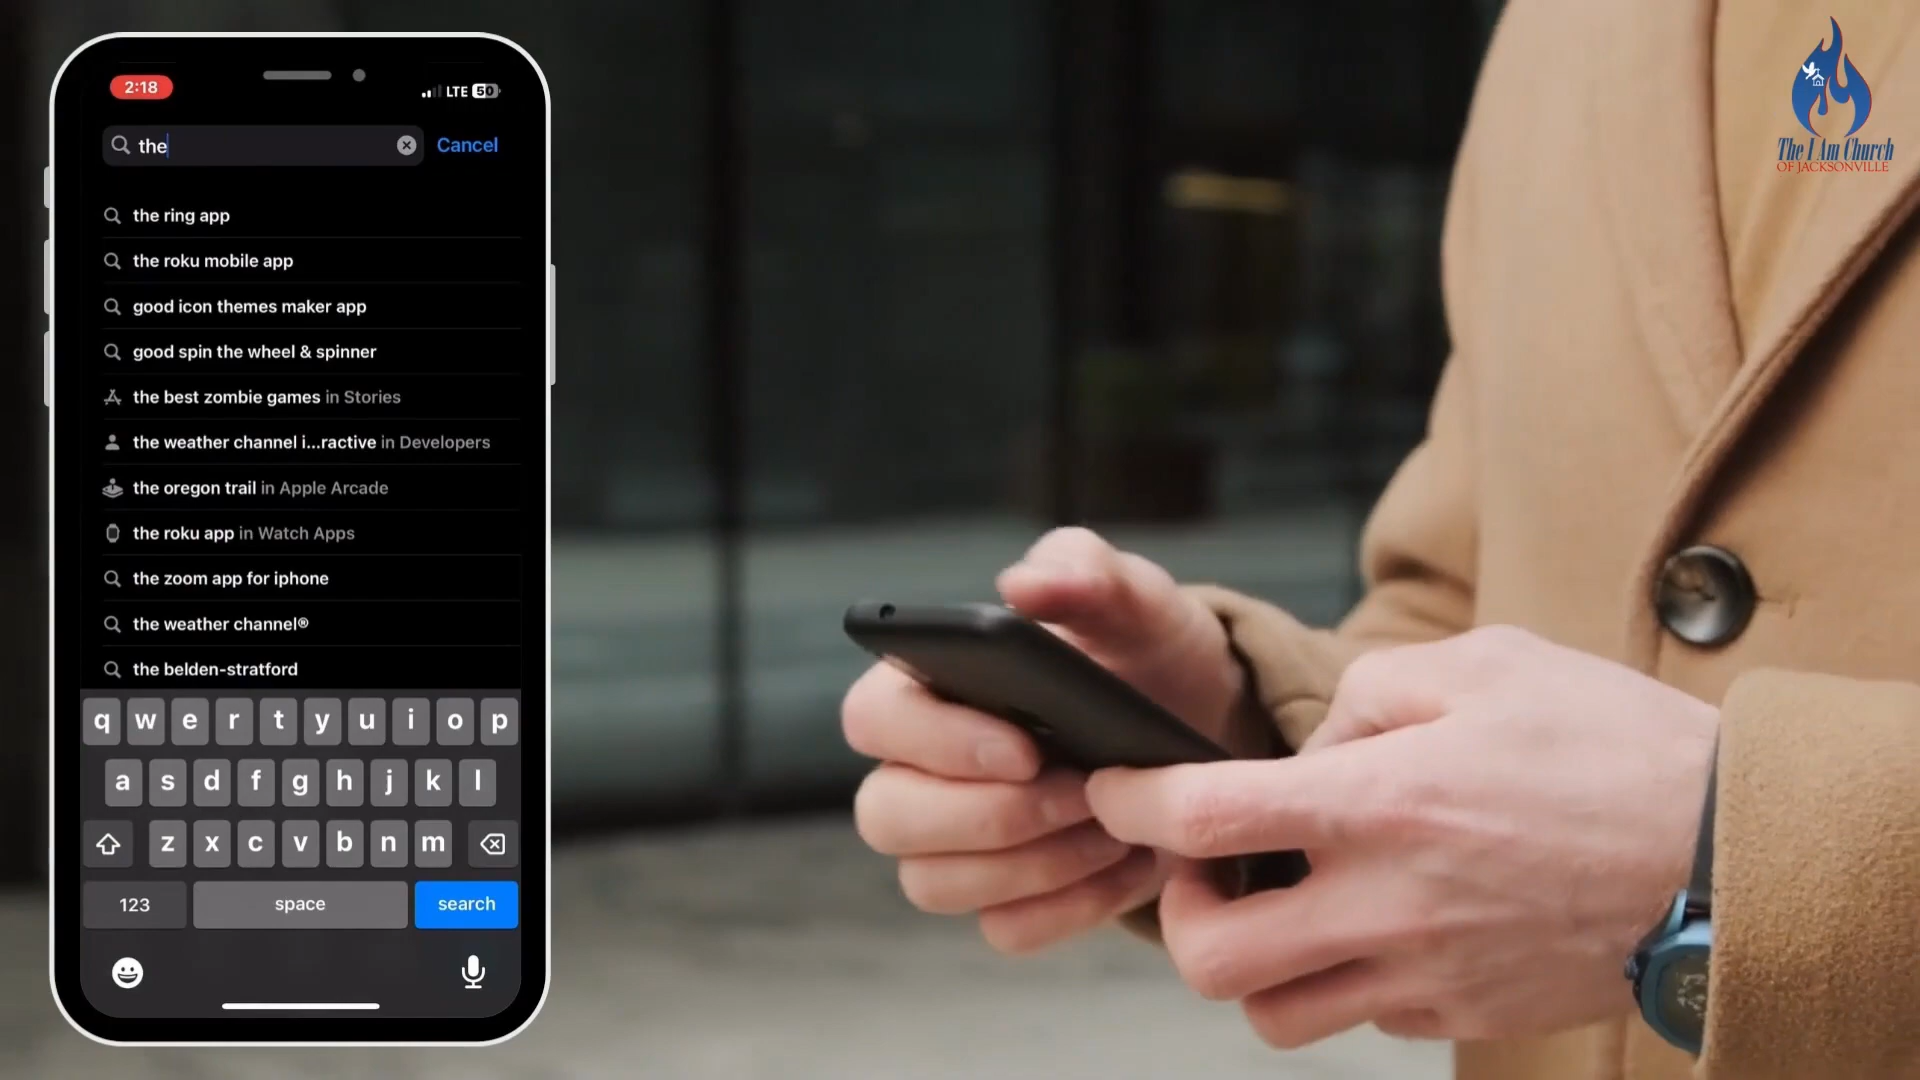 2:18
LTE 50
the
Cancel
the ring app
the roku mobile app
good icon themes maker app
good spin the wheel & spinner
the best zombie games in Stories
the weather channel i...ractive in Developers
the oregon trail in Apple Arcade
the roku app in Watch Apps
the zoom app for iphone
the weather channel®
the belden-stratford
q w e r t y u i o p
a s d f g h j k l
z x c v b n m
123 space search
The I Am Church
OF JACKSONVILLE